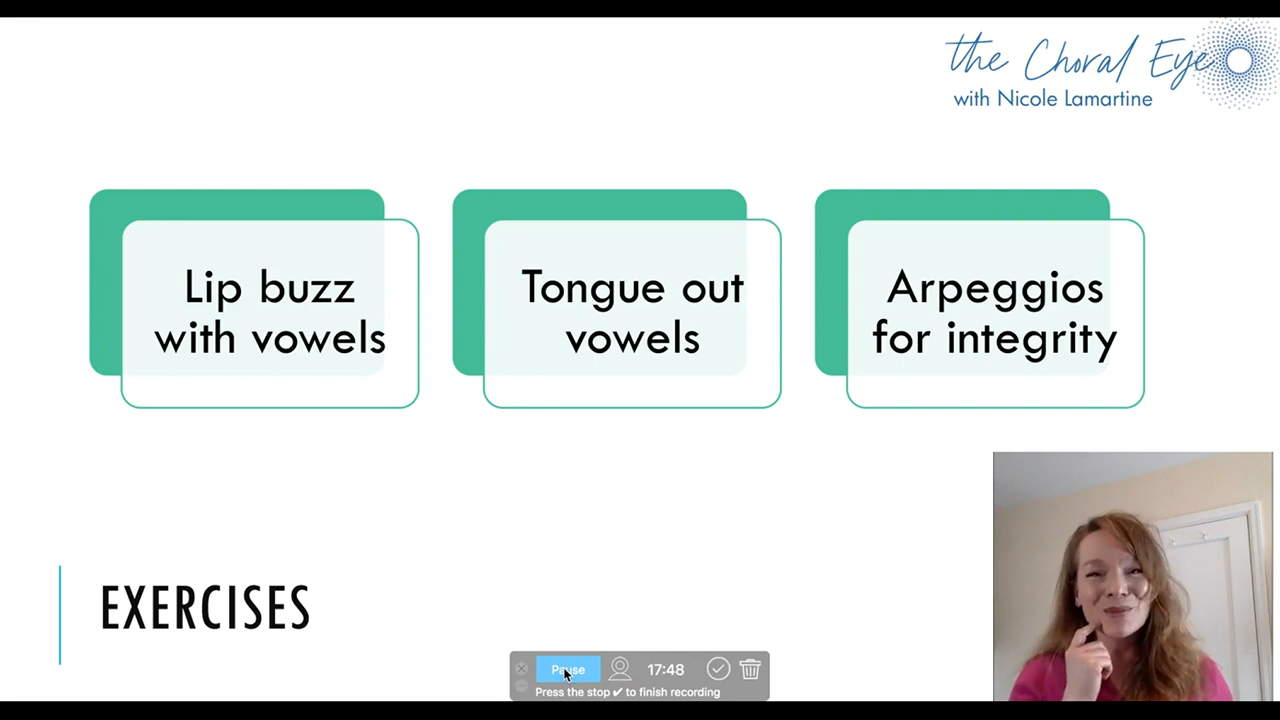 the Choral Eye
with Nicole Lamartine
Lip buzz
with vowels
Tongue out
vowels
Arpeggios
for integrity
EXERCISES
Pause
17:48
Press the stop ✔ to finish recording